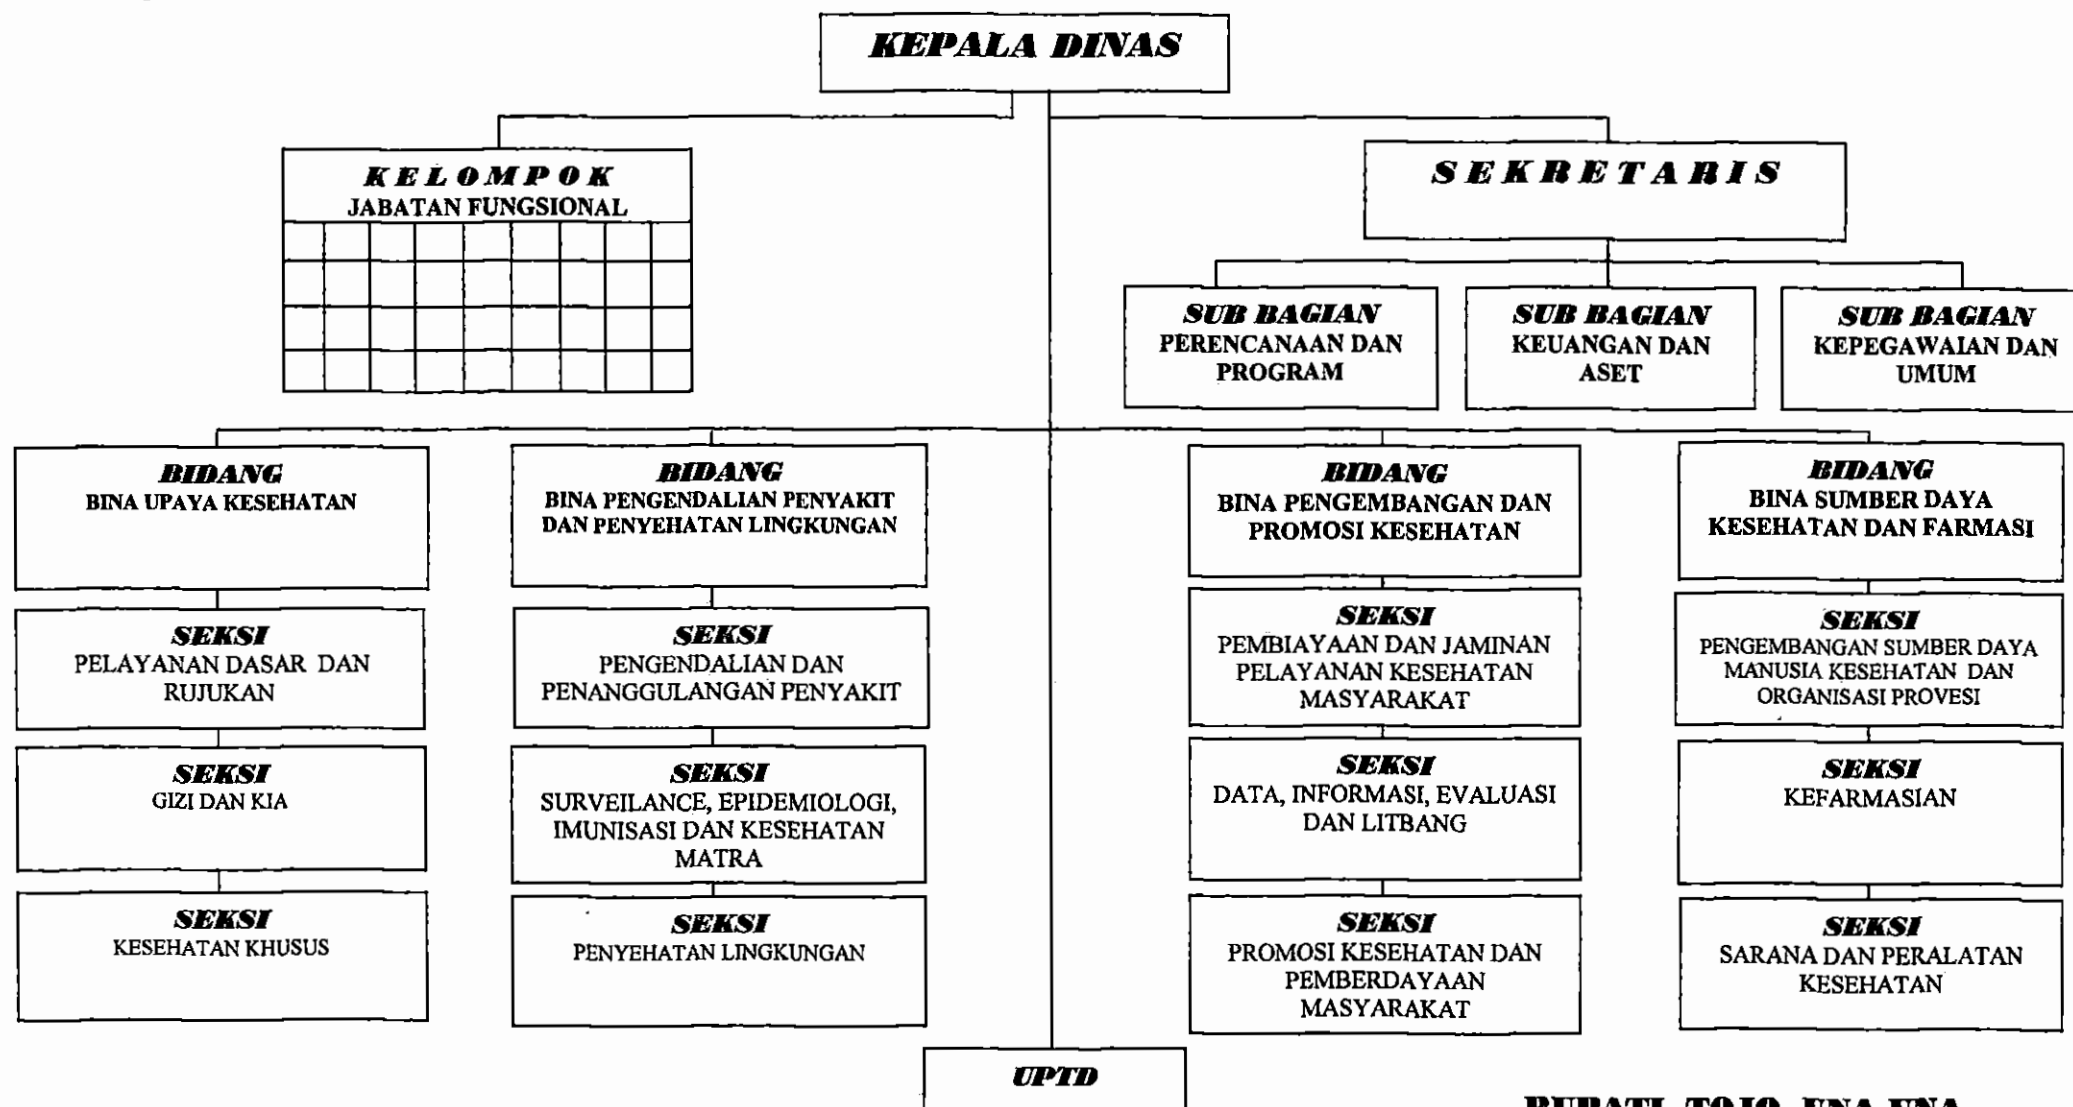 KEPALA DINAS
KELOMPOK
JABATAN FUNGSIONAL
SEKRETARIS
SUB BAGIAN
PERENCANAAN DAN
PROGRAM
SUB BAGIAN
KEUANGAN DAN
ASET
SUB BAGIAN
KEPEGAWAIAN DAN
UMUM
BIDANG
BINA UPAYA KESEHATAN
BIDANG
BINA PENGENDALIAN PENYAKIT
DAN PENYEHATAN LINGKUNGAN
BIDANG
BINA PENGEMBANGAN DAN
PROMOSI KESEHATAN
BIDANG
BINA SUMBER DAYA
KESEHATAN DAN FARMASI
SEKSI
PELAYANAN DASAR DAN
RUJUKAN
SEKSI
PENGENDALIAN DAN
PENANGGULANGAN PENYAKIT
SEKSI
PEMBIAYAAN DAN JAMINAN
PELAYANAN KESEHATAN
MASYARAKAT
SEKSI
PENGEMBANGAN SUMBER DAYA
MANUSIA KESEHATAN DAN
ORGANISASI PROVESI
SEKSI
GIZI DAN KIA
SEKSI
SURVEILANCE, EPIDEMIOLOGI,
IMUNISASI DAN KESEHATAN
MATRA
SEKSI
DATA, INFORMASI, EVALUASI
DAN LITBANG
SEKSI
KEFARMASIAN
SEKSI
KESEHATAN KHUSUS
SEKSI
PENYEHATAN LINGKUNGAN
SEKSI
PROMOSI KESEHATAN DAN
PEMBERDAYAAN
MASYARAKAT
SEKSI
SARANA DAN PERALATAN
KESEHATAN
UPTD
BUPATI TOJO UNA-UNA